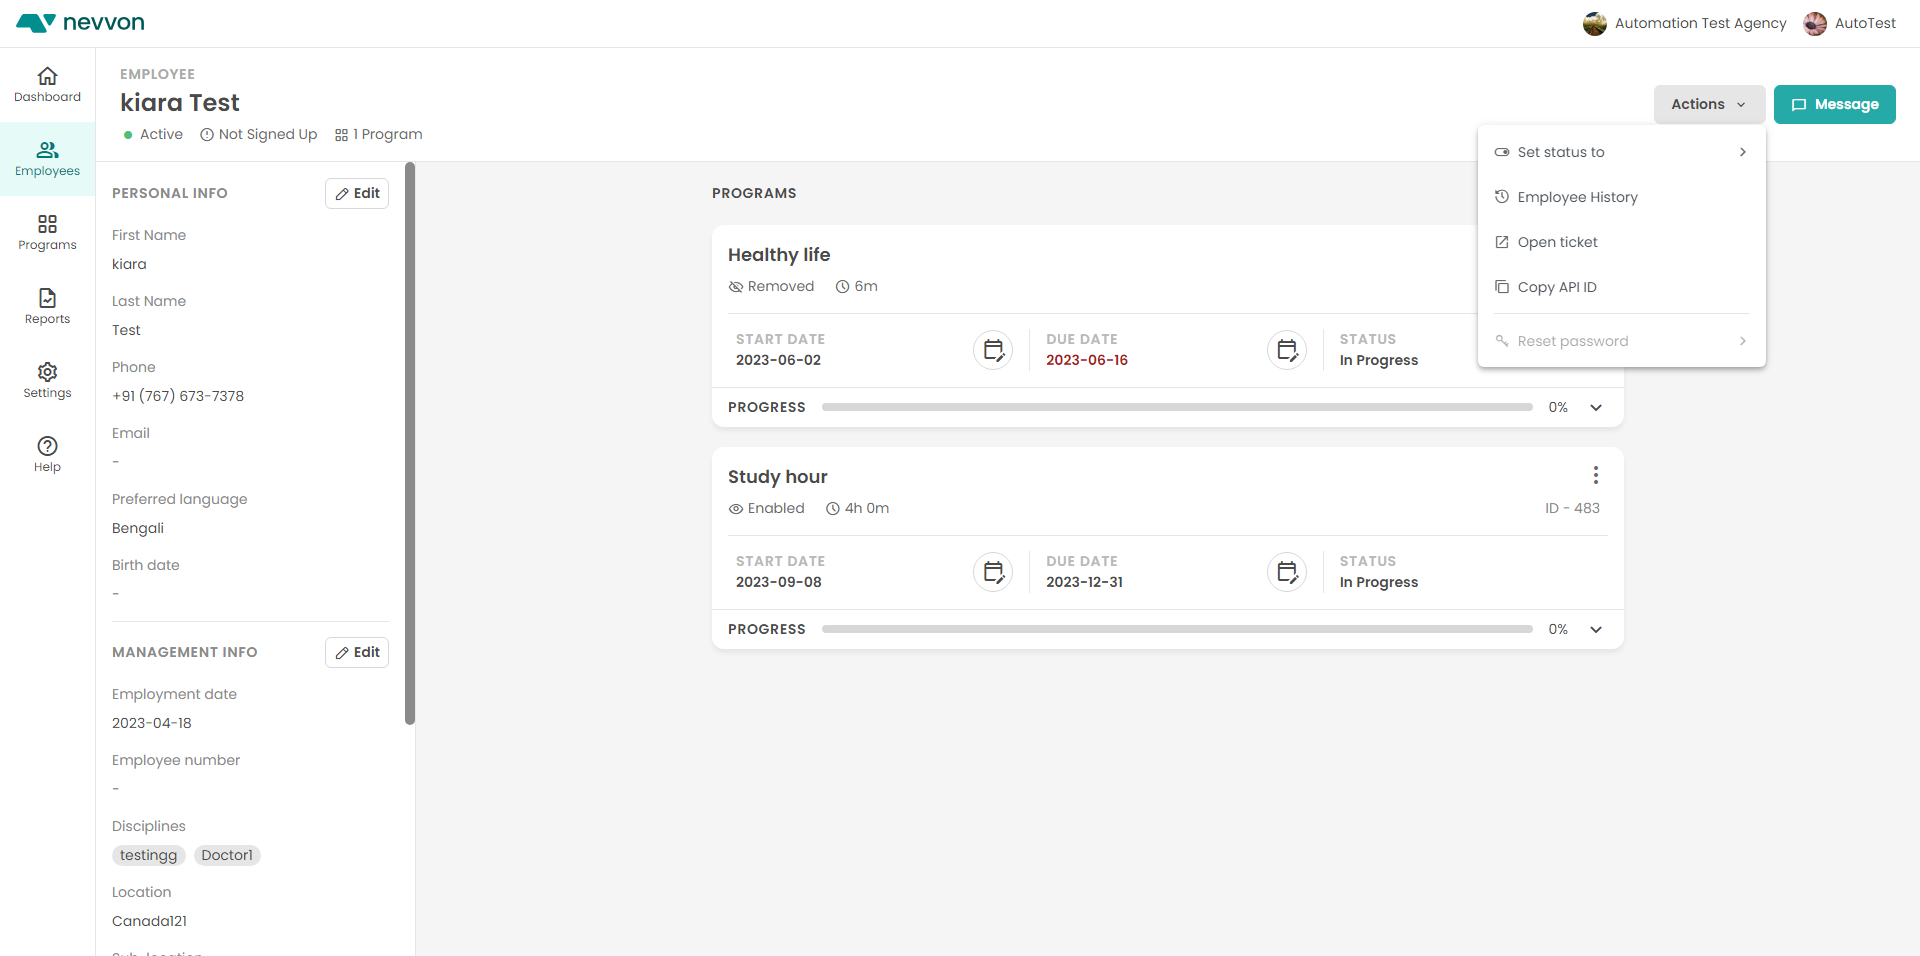 nevvon
Automation Test Agency
AutoTest
Dashboard
Employees
Programs
Reports
Settings
Help
EMPLOYEE
kiara Test
Active
Not Signed Up
1 Program
Actions
Message
Set status to
Employee History
Open ticket
Copy API ID
Reset password
PERSONAL INFO
Edit
First Name
kiara
Last Name
Test
Phone
+91 (767) 673-7378
Email
-
Preferred language
Bengali
Birth date
-
MANAGEMENT INFO
Edit
Employment date
2023-04-18
Employee number
-
Disciplines
testingg Doctor1
Location
Canada121
PROGRAMS
Healthy life
Removed 6m
START DATE
2023-06-02
DUE DATE
2023-06-16
STATUS
In Progress
PROGRESS 0%
Study hour
Enabled 4h 0m
ID - 483
START DATE
2023-09-08
DUE DATE
2023-12-31
STATUS
In Progress
PROGRESS 0%